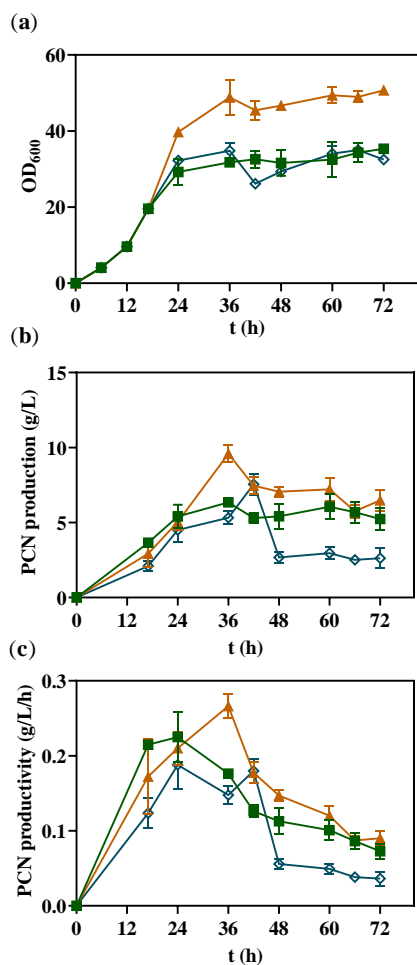 (a)
60
40
20
0
OD600
0 12 24 36 48 60 72
t (h)
(b)
15
10
5
0
PCN production (g/L)
0 12 24 36 48 60 72
t (h)
(c)
0.3
0.2
0.1
0.0
PCN productivity (g/L/h)
0 12 24 36 48 60 72
t (h)